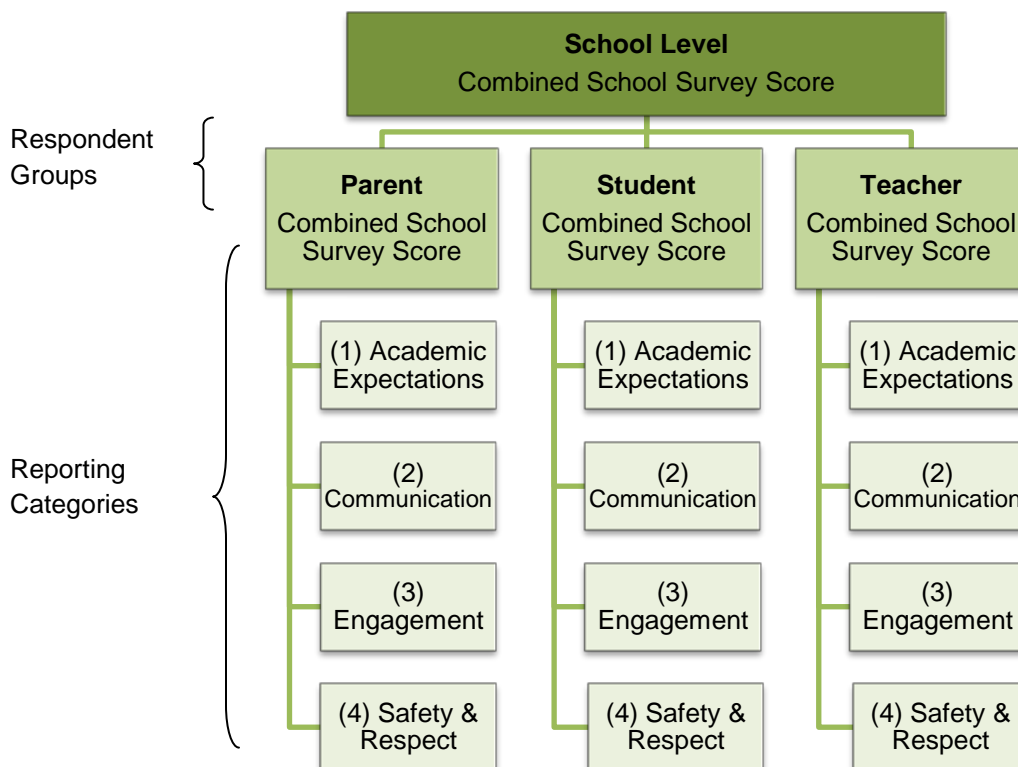 School Level
Combined School Survey Score
Respondent
Groups
Parent
Combined School
Survey Score
Student
Combined School
Survey Score
Teacher
Combined School
Survey Score
Reporting
Categories
(1) Academic
Expectations
(2)
Communication
(3)
Engagement
(4) Safety &
Respect
(1) Academic
Expectations
(2)
Communication
(3)
Engagement
(4) Safety &
Respect
(1) Academic
Expectations
(2)
Communication
(3)
Engagement
(4) Safety &
Respect